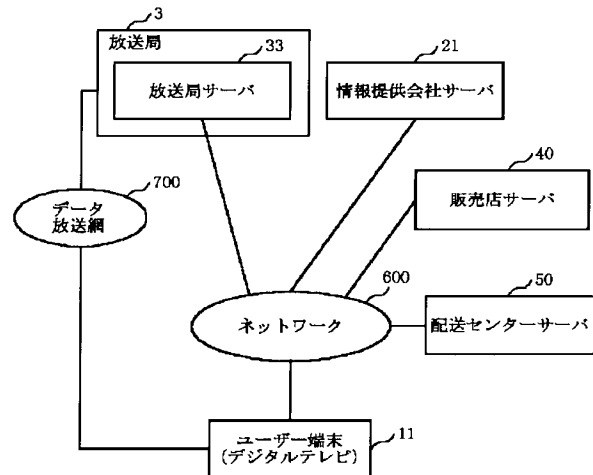 3
放送局
33
放送局サーバ
21
情報提供会社サーバ
40
販売店サーバ
700
データ
放送網
600
ネットワーク
50
配送センターサーバ
ユーザー端末
(デジタルテレビ)
11